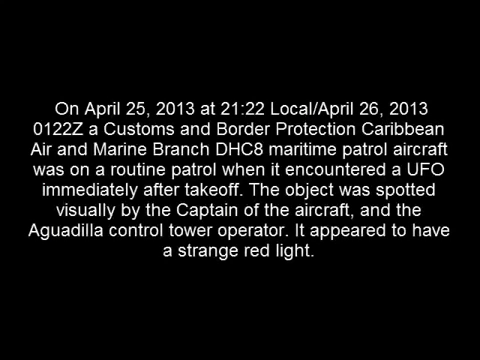 On April 25, 2013 at 21:22 Local/April 26, 2013
0122Z a Customs and Border Protection Caribbean
Air and Marine Branch DHC8 maritime patrol aircraft
was on a routine patrol when it encountered a UFO
immediately after takeoff. The object was spotted
visually by the Captain of the aircraft, and the
Aguadilla control tower operator. It appeared to have
a strange red light.